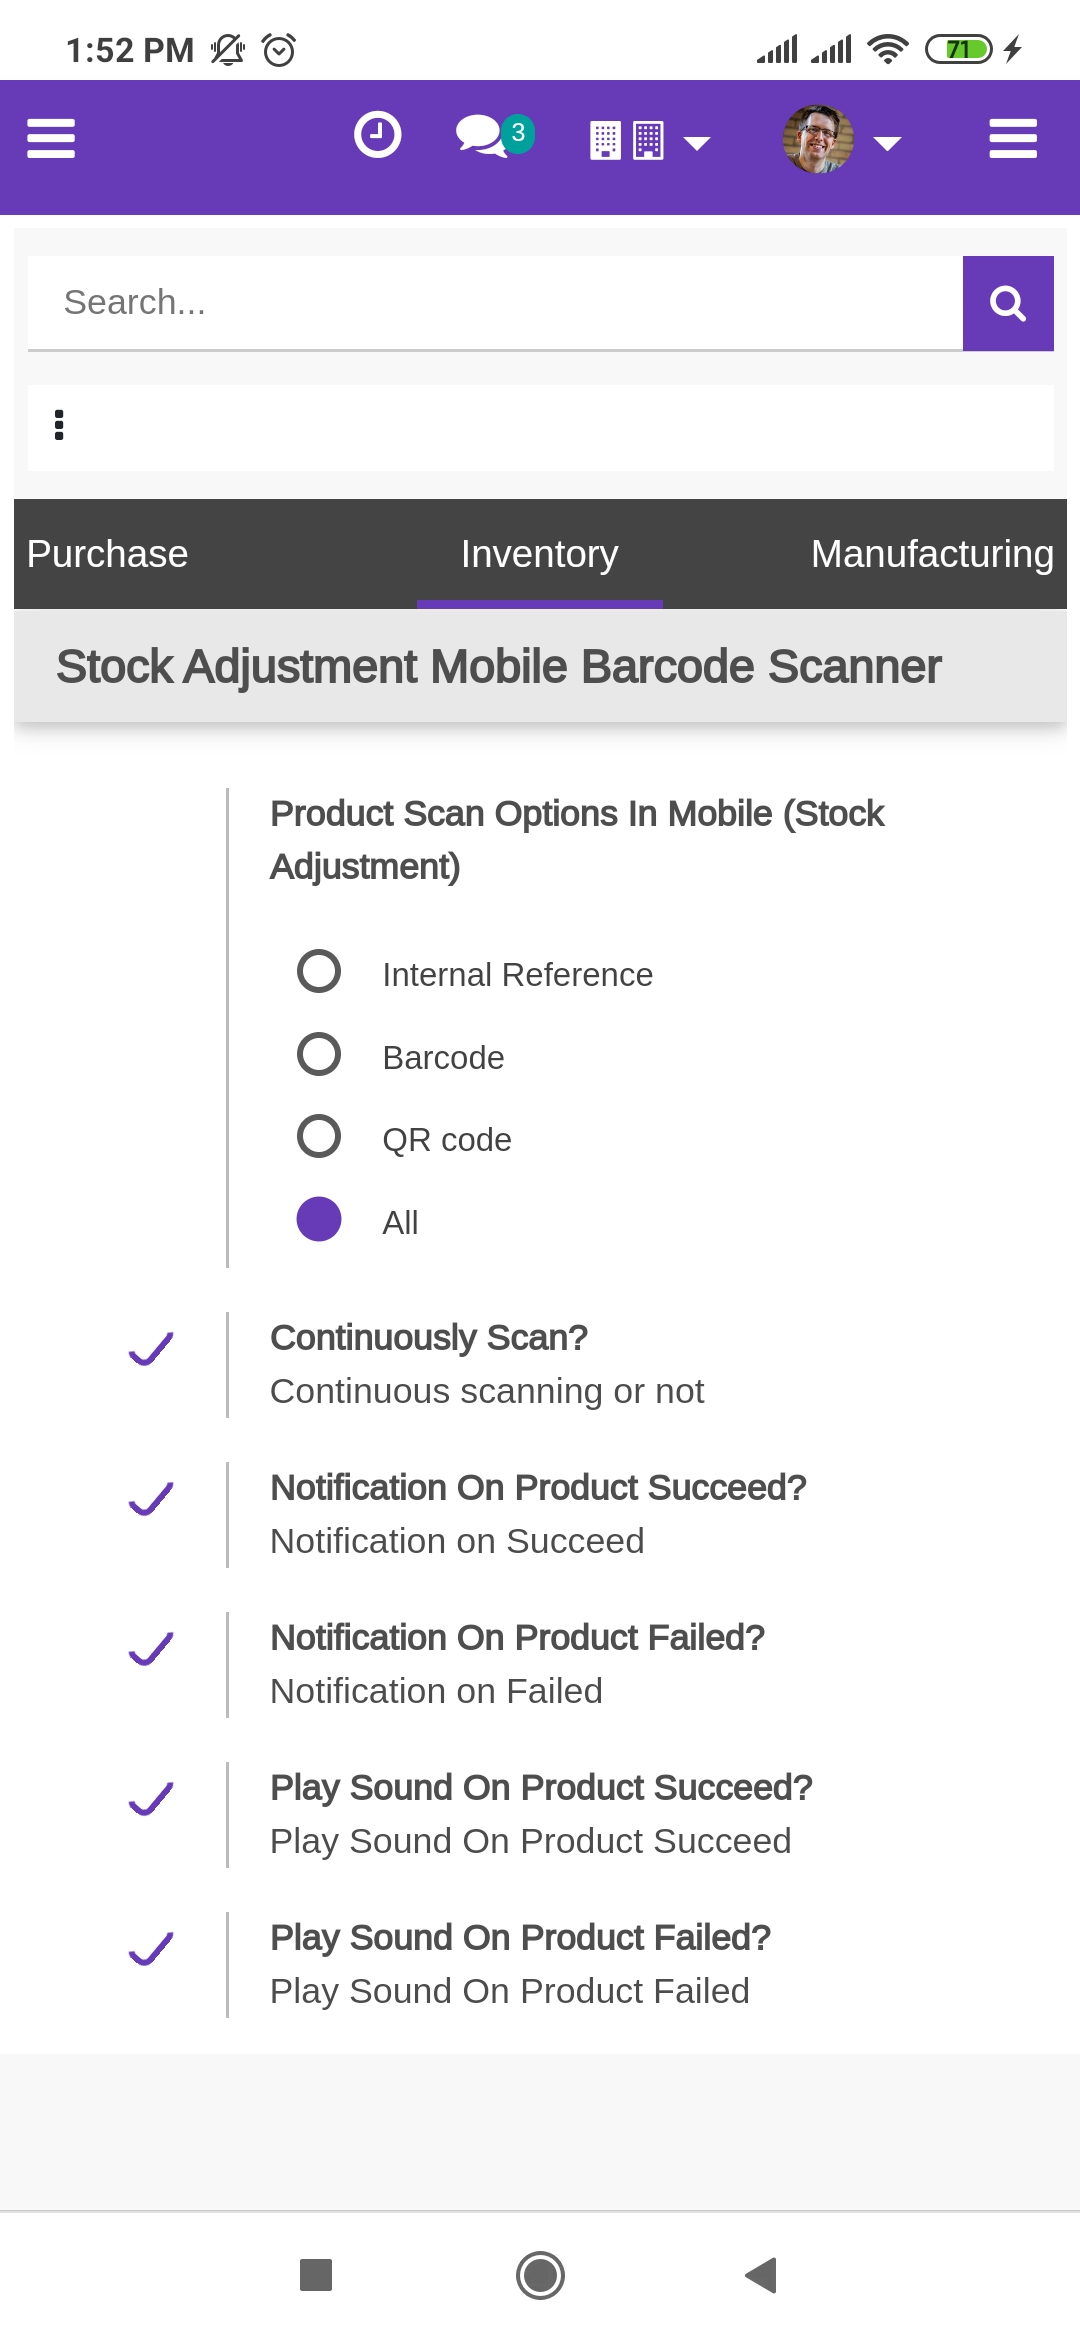 1:52 PM
71
3
Search...
Purchase Inventory Manufacturing
Stock Adjustment Mobile Barcode Scanner
Product Scan Options In Mobile (Stock
Adjustment)
Internal Reference
Barcode
QR code
All
Continuously Scan?
Continuous scanning or not
Notification On Product Succeed?
Notification on Succeed
Notification On Product Failed?
Notification on Failed
Play Sound On Product Succeed?
Play Sound On Product Succeed
Play Sound On Product Failed?
Play Sound On Product Failed